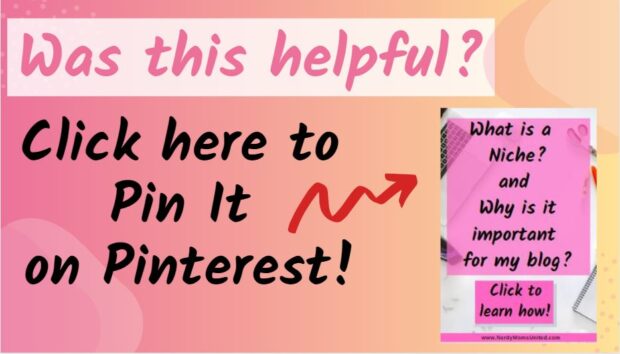 Was this helpful?
Click here to
Pin It
on Pinterest!
What is a
Niche?
and
Why is it
important
for my blog?
Click to
learn how!
www.NerdyMomsUnited.com